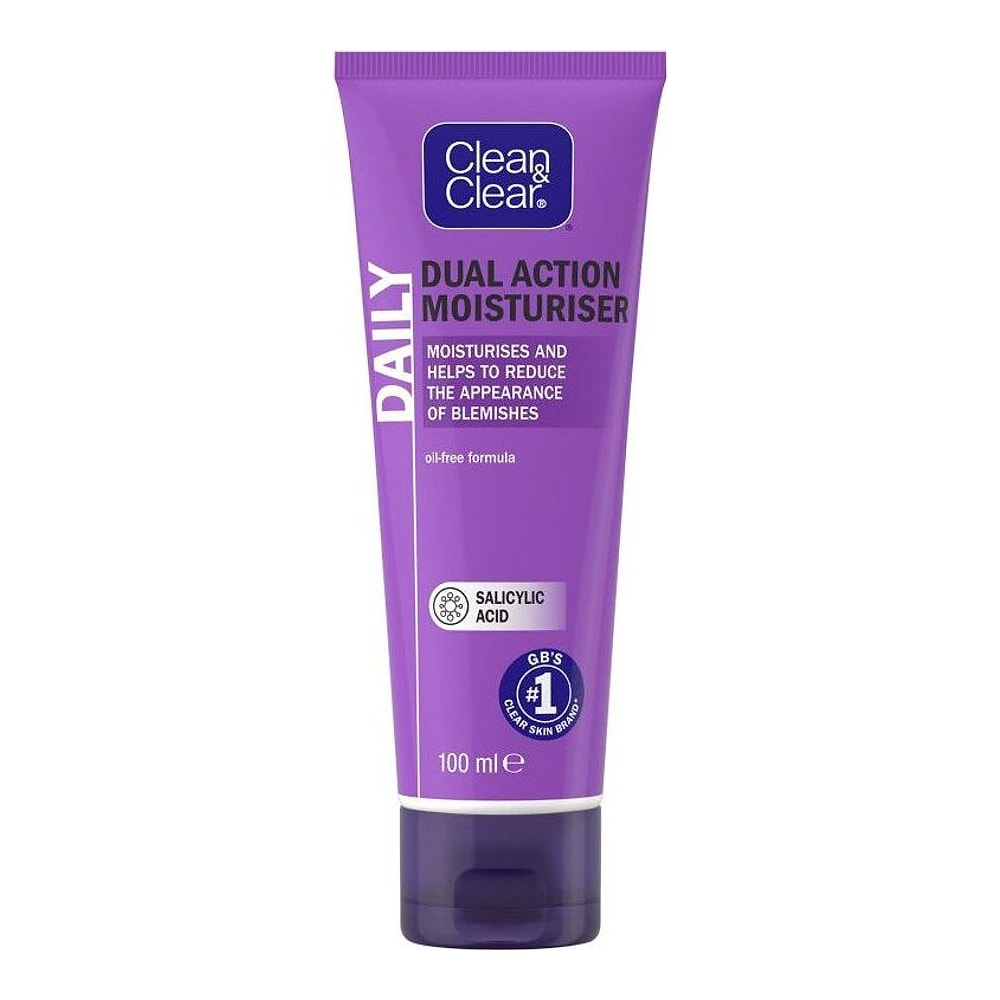 Clean
&
Clear®
®
DAILY
DUAL ACTION
MOISTURISER
MOISTURISES AND
HELPS TO REDUCE
THE APPEARANCE
OF BLEMISHES
oil-free formula
SALICYLIC
ACID
GB'S
#1
CLEAR SKIN BRAND*
100 ml ℮